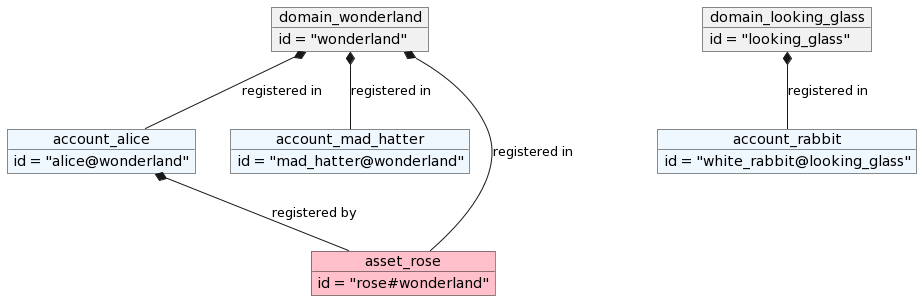 domain_wonderland
id = "wonderland"
domain_looking_glass
id = "looking_glass"
registered in
registered in
registered in
account_alice
id = "alice@wonderland"
account_mad_hatter
id = "mad_hatter@wonderland"
registered in
account_rabbit
id = "white_rabbit@looking_glass"
registered by
asset_rose
id = "rose#wonderland"